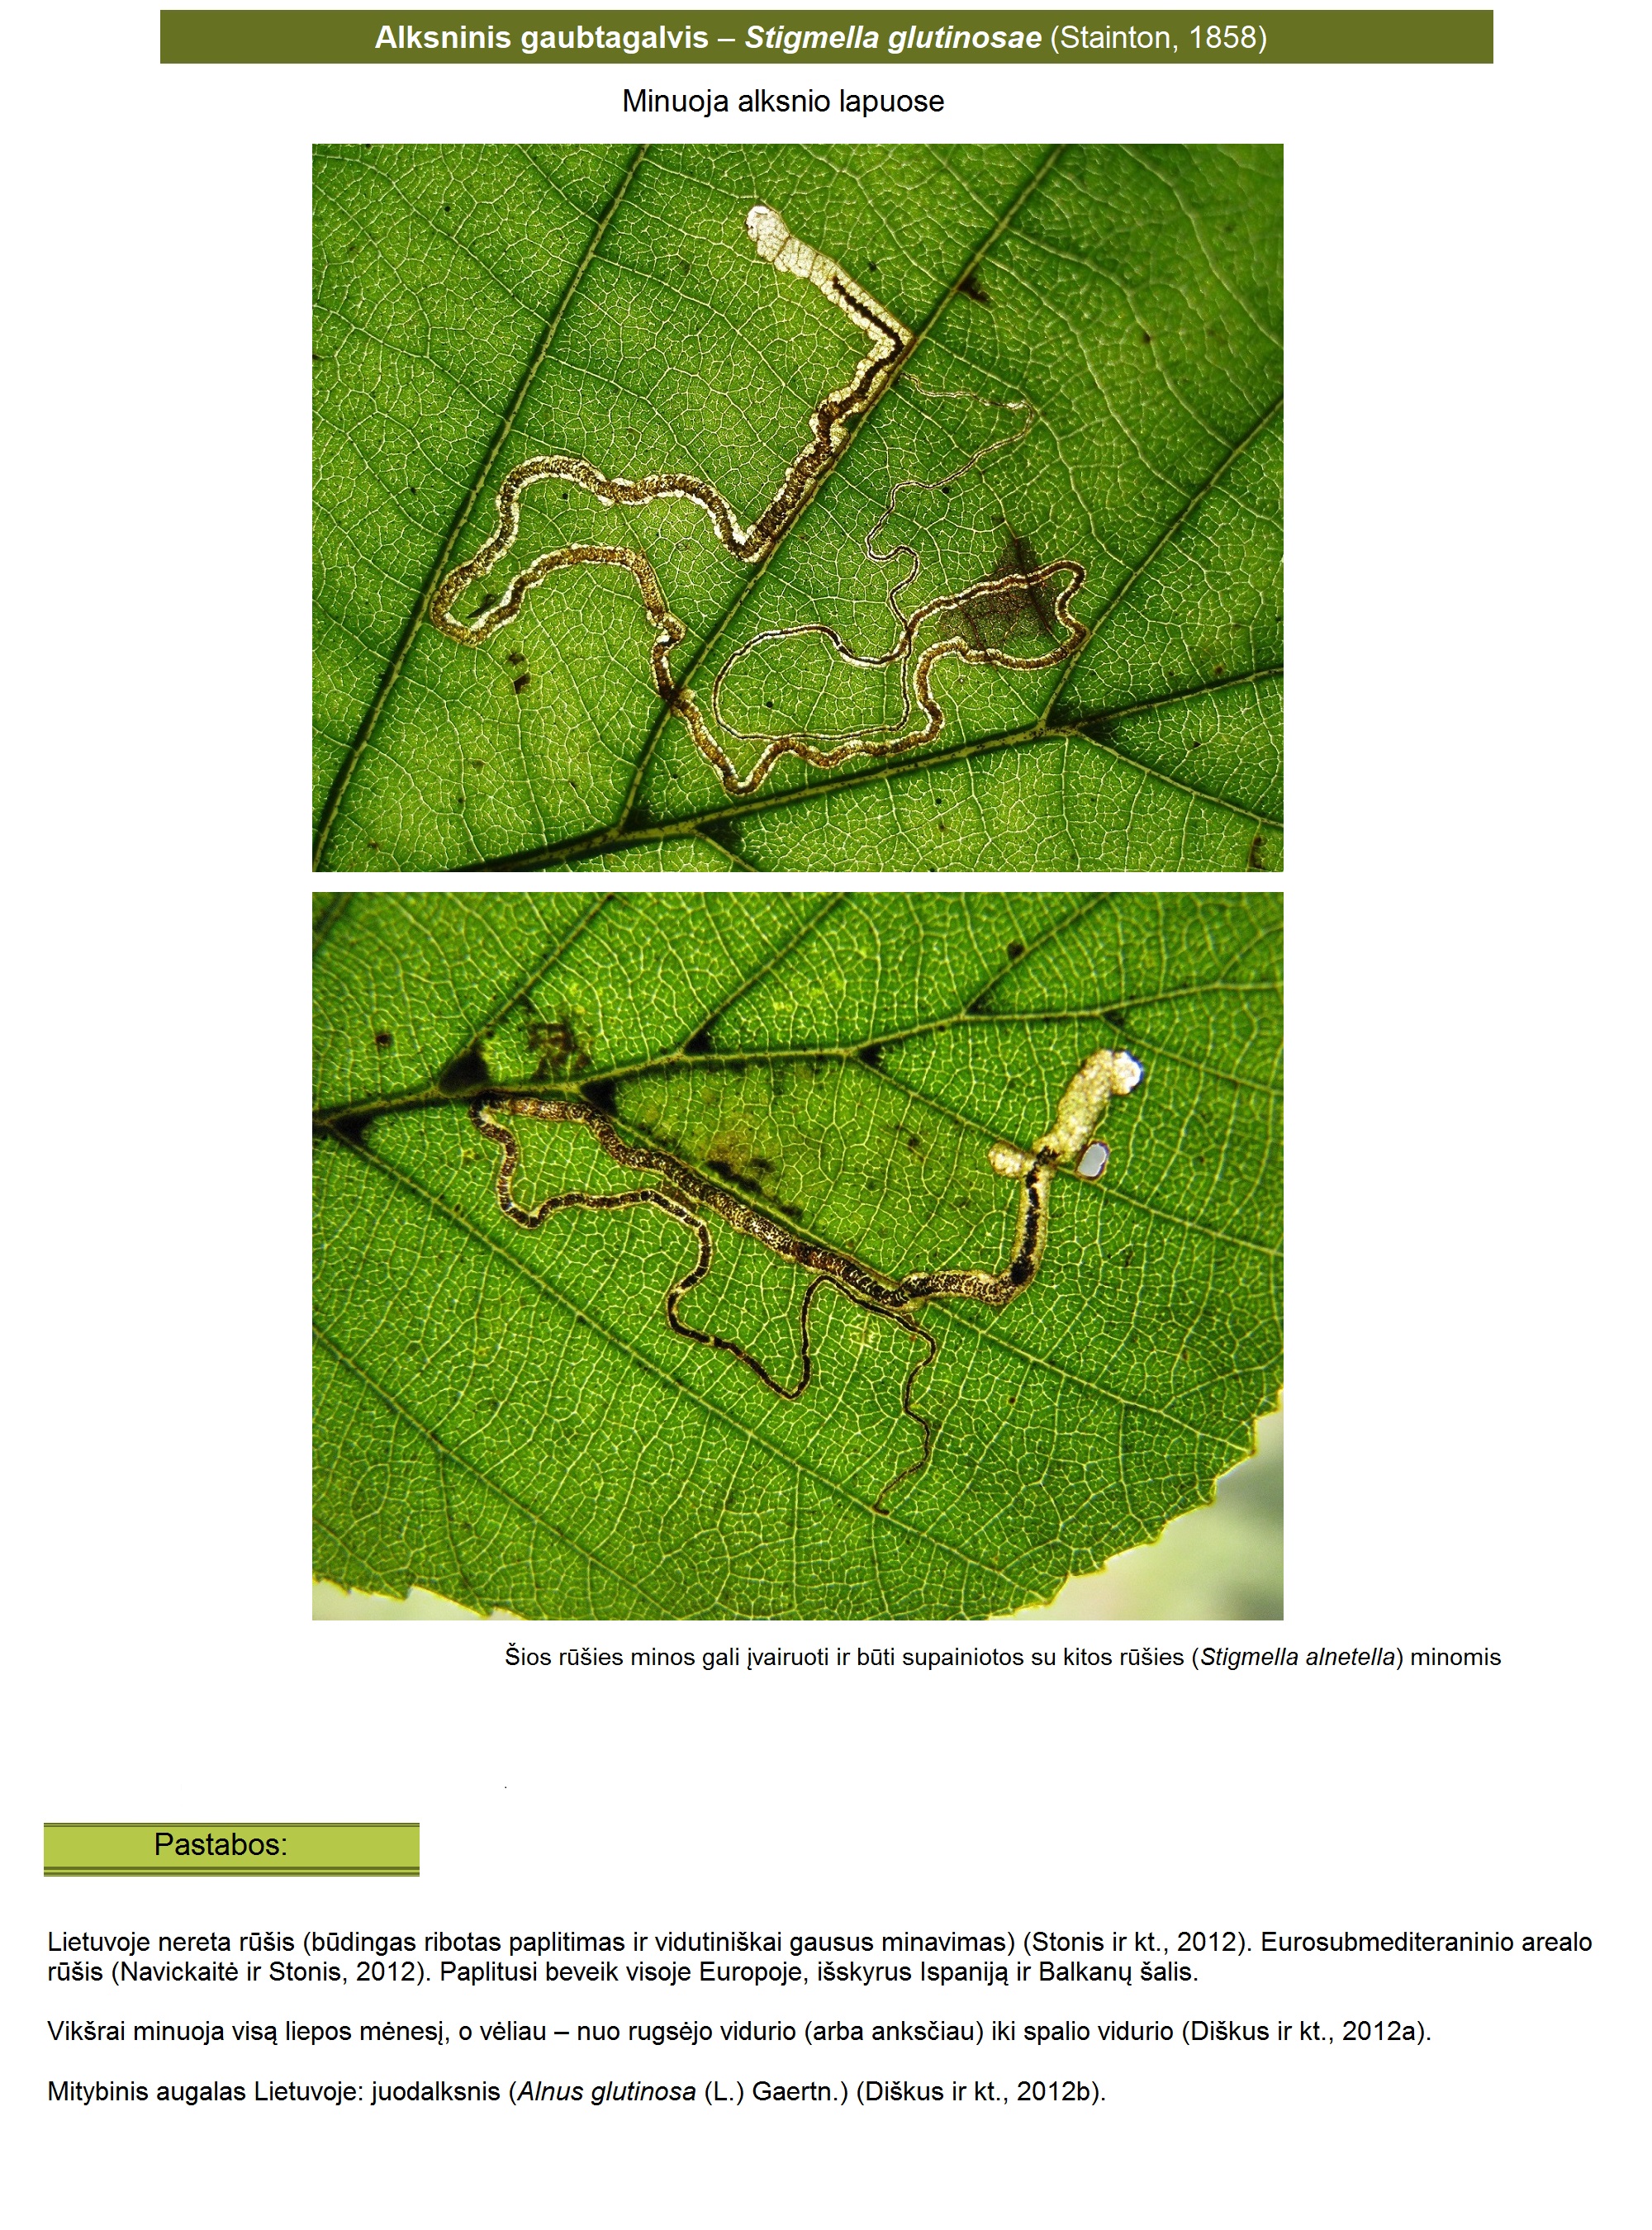 Alksninis gaubtagalvis – Stigmella glutinosae (Stainton, 1858)
Minuoja alksnio lapuose
Šios rūšies minos gali įvairuoti ir būti supainiotos su kitos rūšies (Stigmella alnetella) minomis
Pastabos:
Lietuvoje nereta rūšis (būdingas ribotas paplitimas ir vidutiniškai gausus minavimas) (Stonis ir kt., 2012). Eurosubmediteraninio arealo
rūšis (Navickaitė ir Stonis, 2012). Paplitusi beveik visoje Europoje, išskyrus Ispaniją ir Balkanų šalis.
Vikšrai minuoja visą liepos mėnesį, o vėliau – nuo rugsėjo vidurio (arba anksčiau) iki spalio vidurio (Diškus ir kt., 2012a).
Mitybinis augalas Lietuvoje: juodalksnis (Alnus glutinosa (L.) Gaertn.) (Diškus ir kt., 2012b).